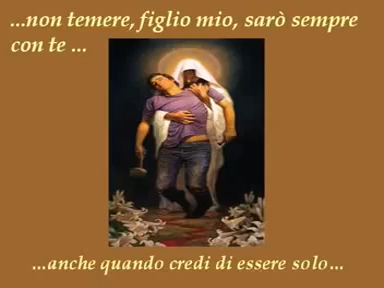 ...non temere, figlio mio, sarò sempre
con te ...
...anche quando credi di essere solo...